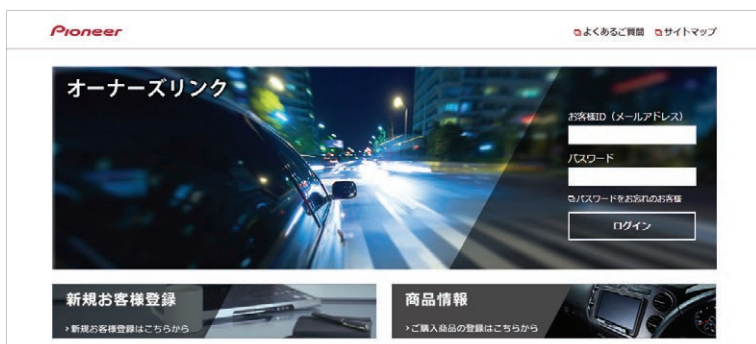 Pioneer
よくあるご質問 サイトマップ
オーナーズリンク
お客様ID（メールアドレス）
パスワード
パスワードをお忘れのお客様
ログイン
新規お客様登録
>新規お客様登録はこちらから
商品情報
>ご購入商品の登録はこちらから